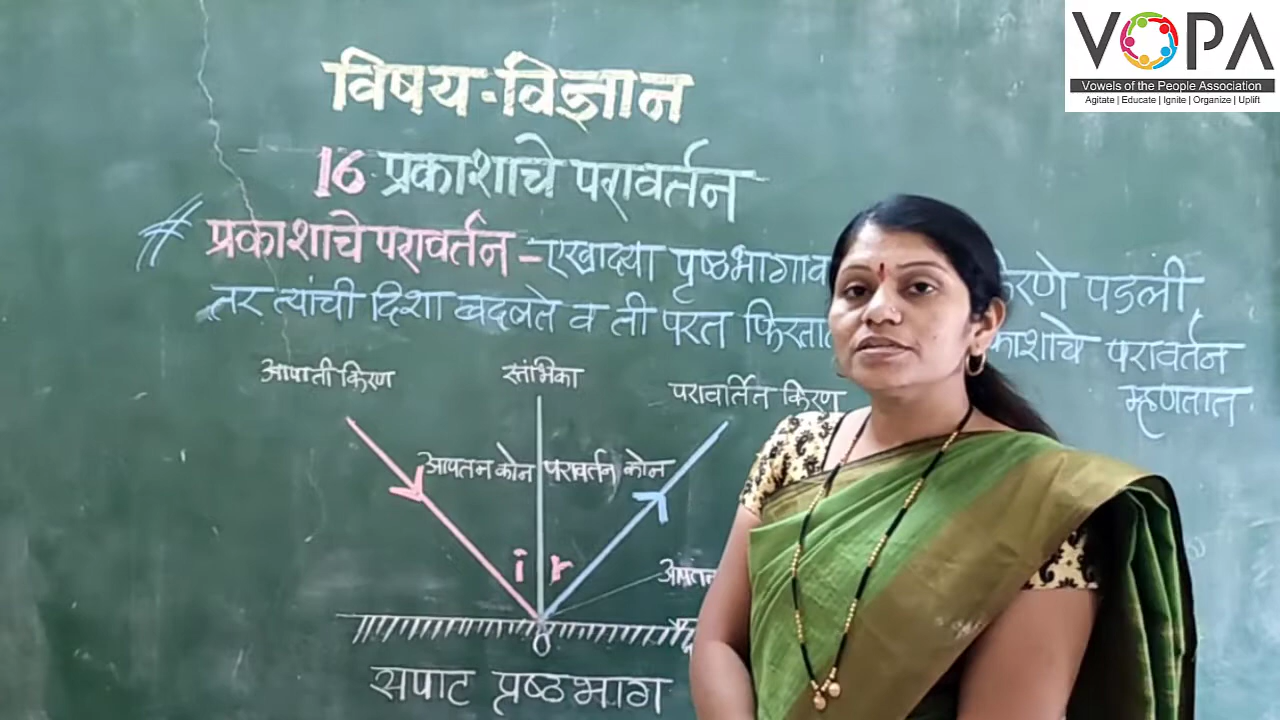 VOPA
Vowels of the People Association
Agitate | Educate | Ignite | Organize | Uplift
विषय-विज्ञान
16 प्रकाशाचे परावर्तन
# प्रकाशाचे परावर्तन - एखाद्या पृष्ठभागाव किरणे पडली
तर त्यांची दिशा बदलते व ती परत फिरतात काशाचे परावर्तन
म्हणतात.
आपाती किरण स्तंभिका परावर्तित किरण
आपतन कोन परावर्तन कोन
i r
आपतन
0
सपाट पृष्ठभाग